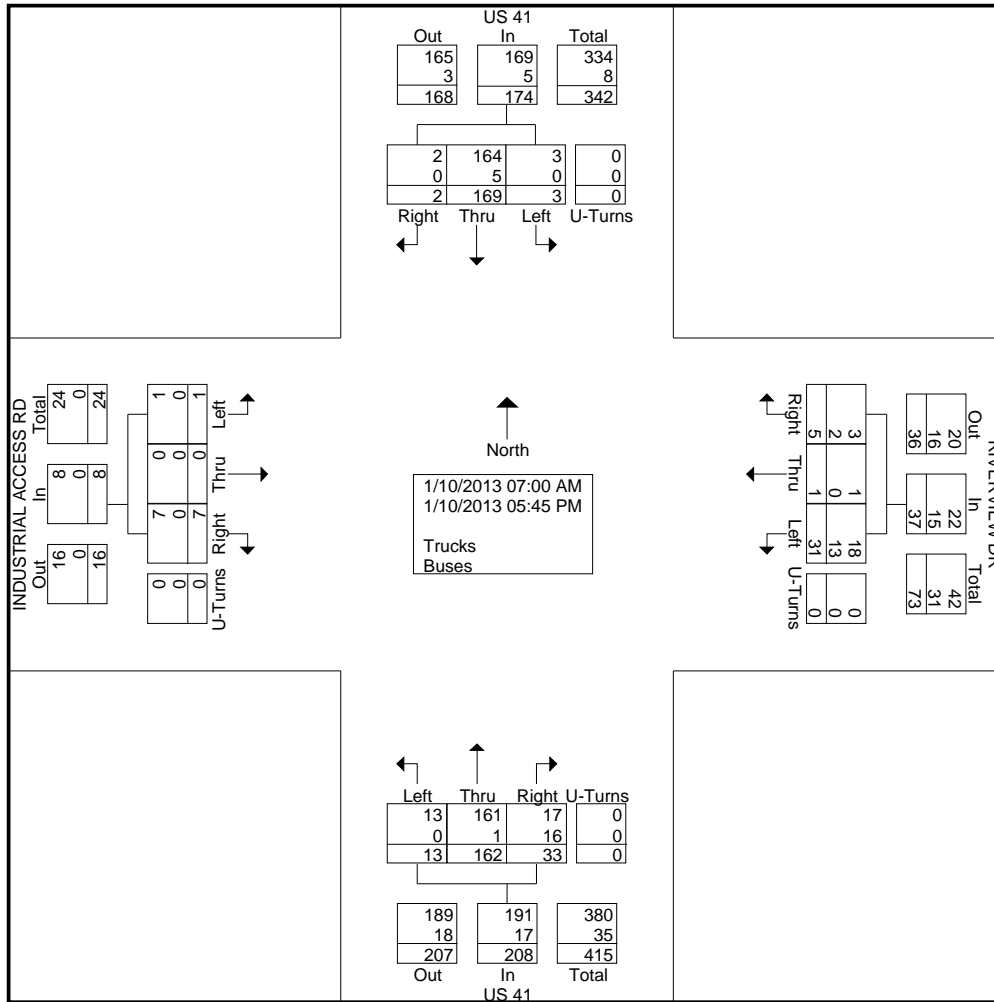 US 41
Out In Total
165 169 334
3 5 8
168 174 342
2 164 3 0
0 5 0 0
2 169 3 0
Right Thru Left U-Turns
INDUSTRIAL ACCESS RD
Total In Out
24 8 16
0 0 0
24 8 16
1 0 7 0
0 0 0 0
1 0 7 0
Left Thru Right U-Turns
North
1/10/2013 07:00 AM
1/10/2013 05:45 PM
Trucks
Buses
RIVERVIEW DR
Out In Total
20 22 42
16 15 31
36 37 73
3 1 18 0
2 0 13 0
5 1 31 0
Right Thru Left U-Turns
Left Thru Right U-Turns
13 161 17 0
0 1 16 0
13 162 33 0
189 191 380
18 17 35
207 208 415
Out In Total
US 41